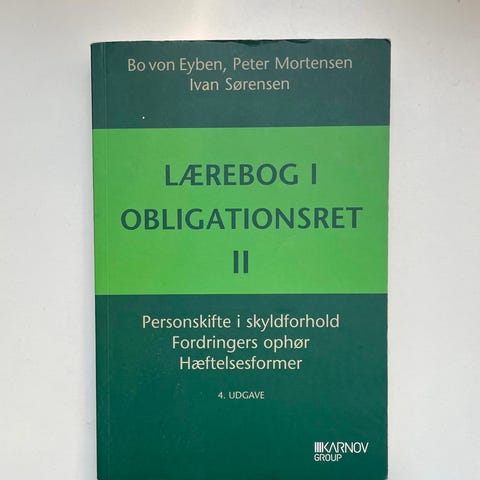 Bo von Eyben, Peter Mortensen
Ivan Sørensen
LÆREBOG I
OBLIGATIONSRET
II
Personskifte i skyldforhold
Fordringers ophør
Hæftelsesformer
4. UDGAVE
KARNOV
GROUP